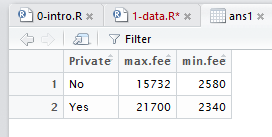 0-intro.R 1-data.R* ans1
Filter
Private max.fee min.fee
1 No 15732 2580
2 Yes 21700 2340